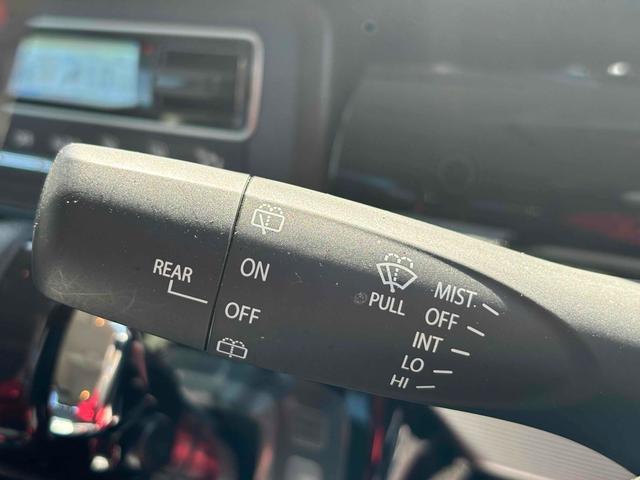 REAR
ON
OFF
PULL
MIST
OFF
INT
LO
HI